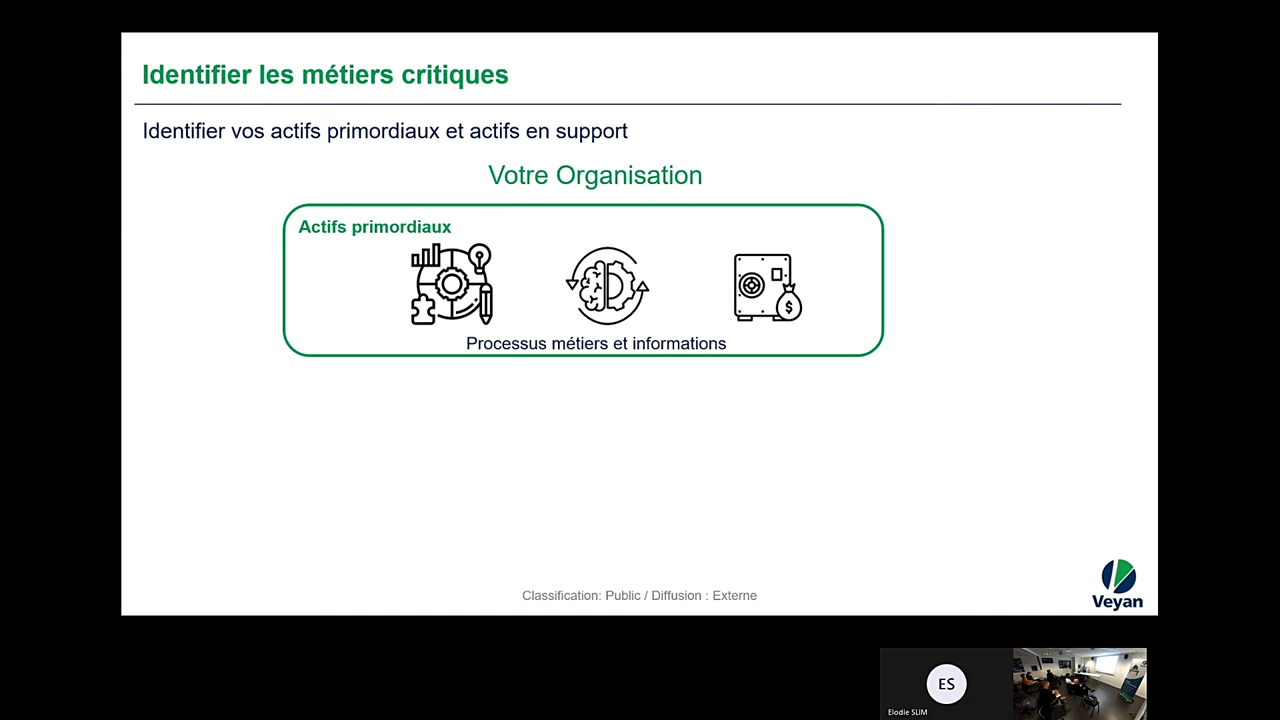 Identifier les métiers critiques
Identifier vos actifs primordiaux et actifs en support
Votre Organisation
Actifs primordiaux
$
Processus métiers et informations
Classification: Public / Diffusion : Externe
Veyan
ES
Elodie SLIM